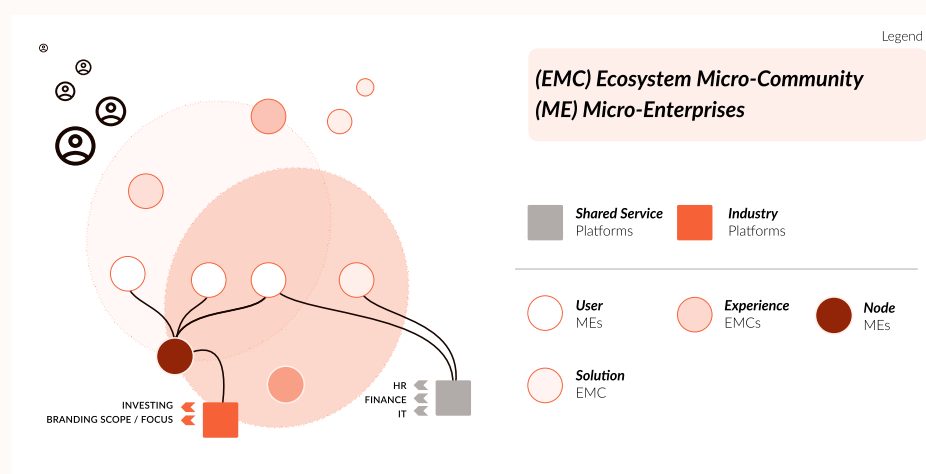 Legend
(EMC) Ecosystem Micro-Community
(ME) Micro-Enterprises
Shared Service
Platforms
Industry
Platforms
User
MEs
Experience
EMCs
Node
MEs
Solution
EMC
HR
FINANCE
IT
INVESTING
BRANDING SCOPE / FOCUS